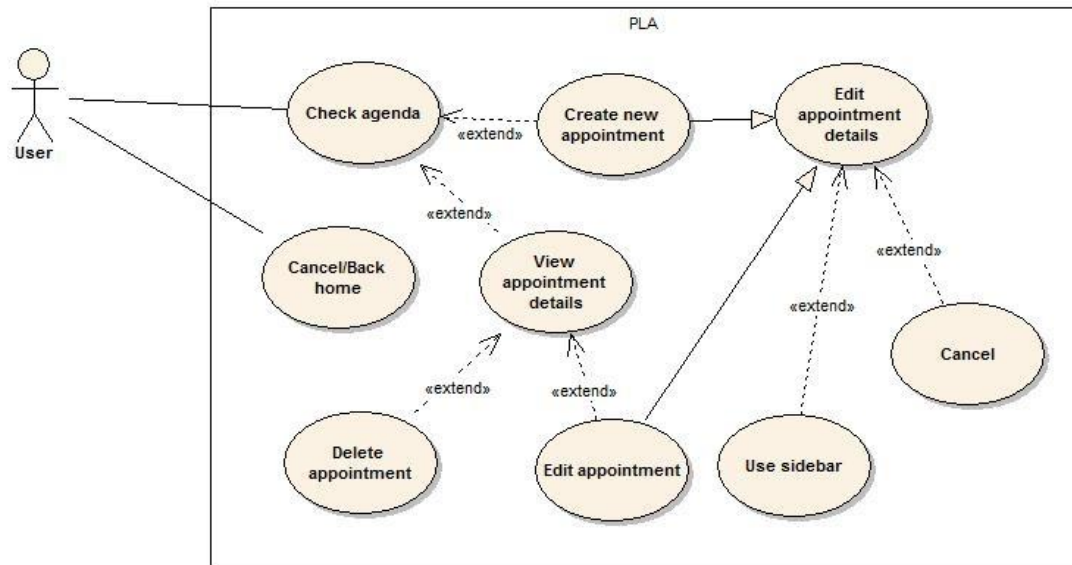 PLA
User
Check agenda
«extend»
Create new
appointment
Edit
appointment
details
«extend»
Cancel/Back
home
View
appointment
details
«extend»
«extend»
Cancel
«extend»
«extend»
Delete
appointment
Edit appointment
Use sidebar